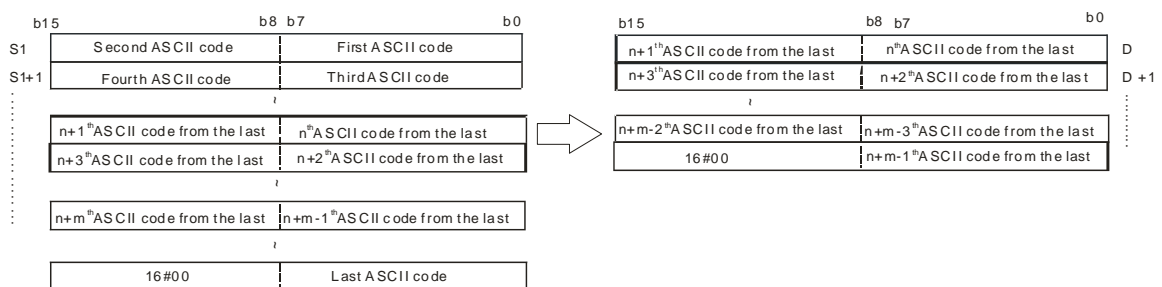 b15 b8 b7 b0
S1 Second ASCII code First ASCII code
S1+1 Fourth ASCII code Third ASCII code
n+1th ASCII code from the last nth ASCII code from the last
n+3th ASCII code from the last n+2th ASCII code from the last
n+mth ASCII code from the last n+m-1th ASCII code from the last
16#00 Last ASCII code
b15 b8 b7 b0
n+1th ASCII code from the last nth ASCII code from the last D
n+3th ASCII code from the last n+2th ASCII code from the last D+1
n+m-2th ASCII code from the last n+m-3th ASCII code from the last
16#00 n+m-1th ASCII code from the last